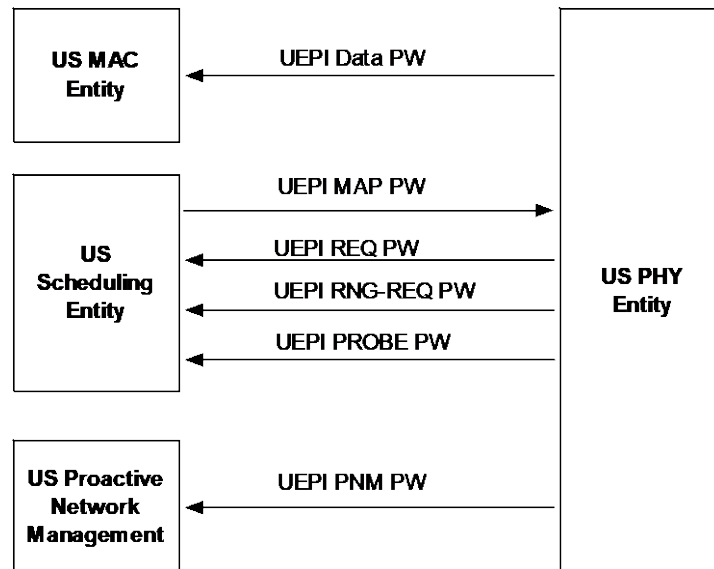 US MAC
Entity
UEPI Data PW
UEPI MAP PW
US
Scheduling
Entity
UEPI REQ PW
UEPI RNG-REQ PW
UEPI PROBE PW
US PHY
Entity
US Proactive
Network
Management
UEPI PNM PW